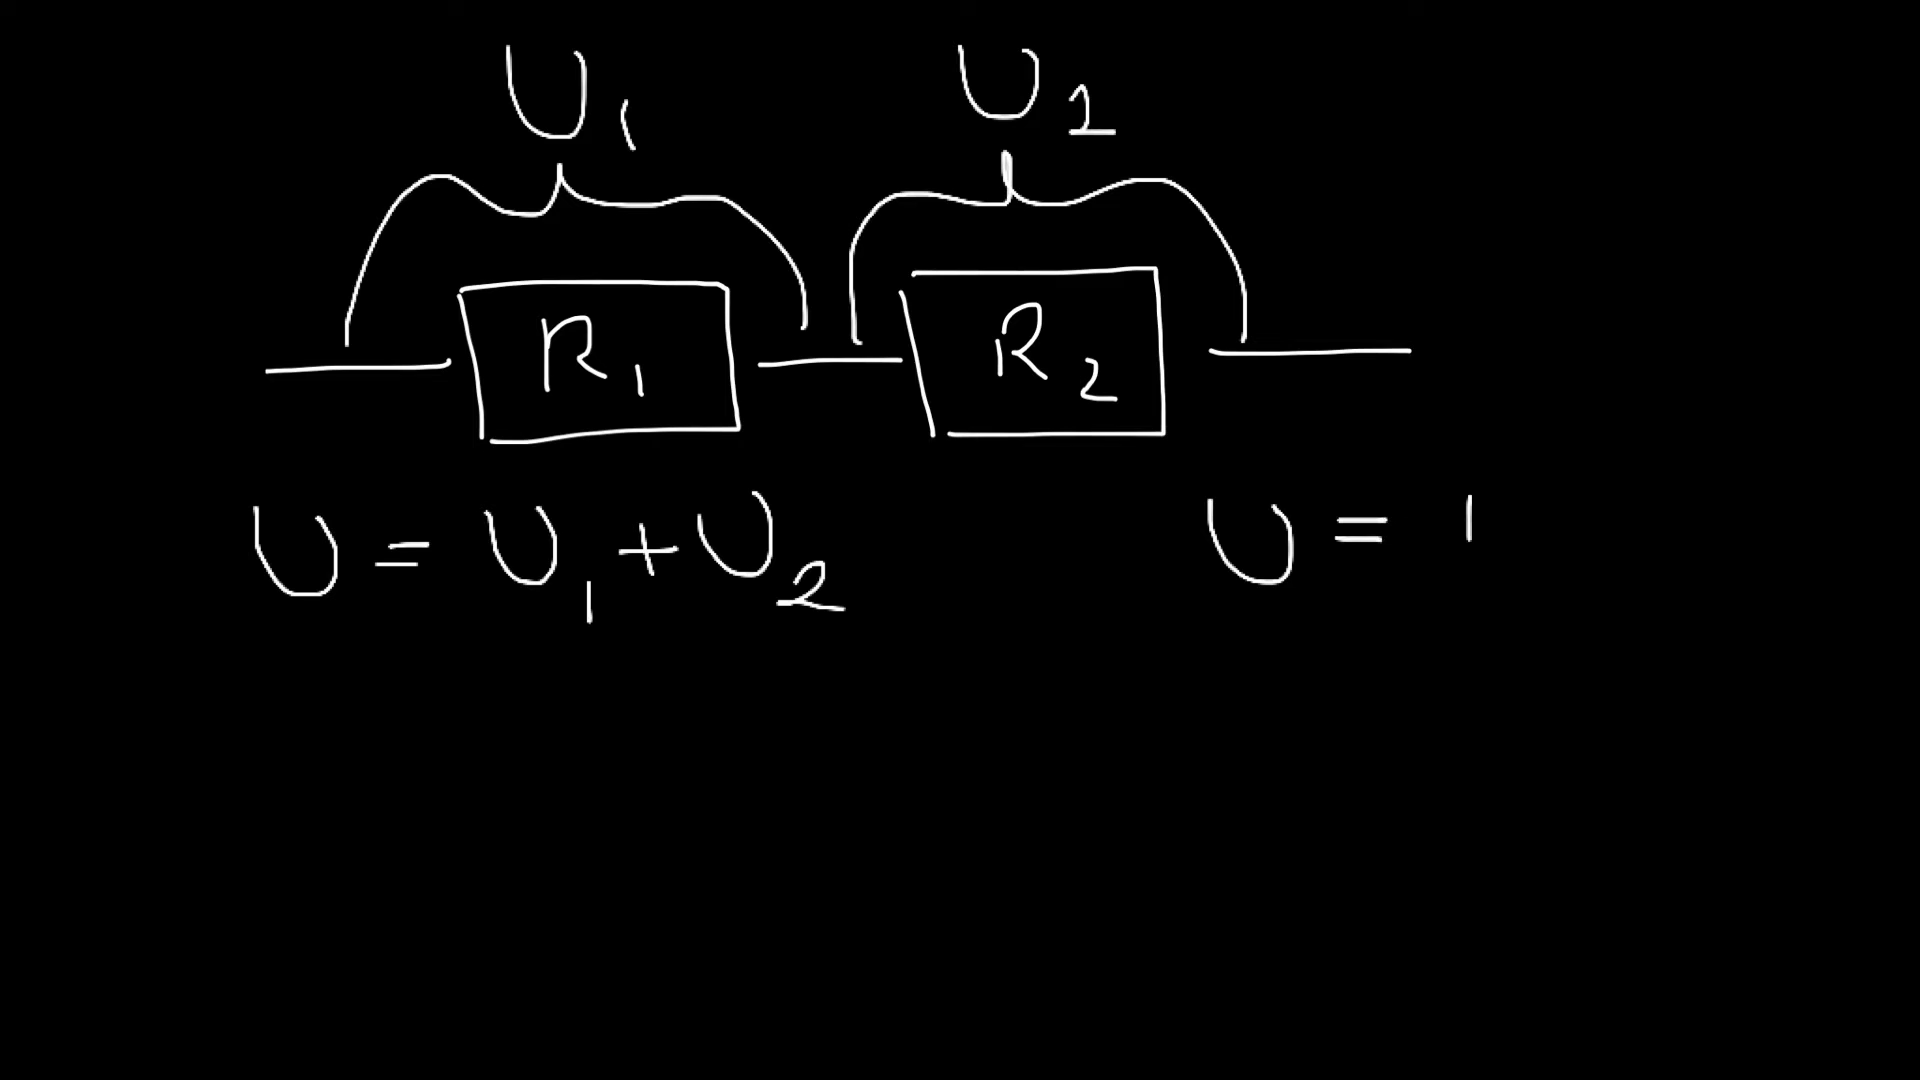 U₁ U₂
R₁ R₂
U = U₁ + U₂ U = I